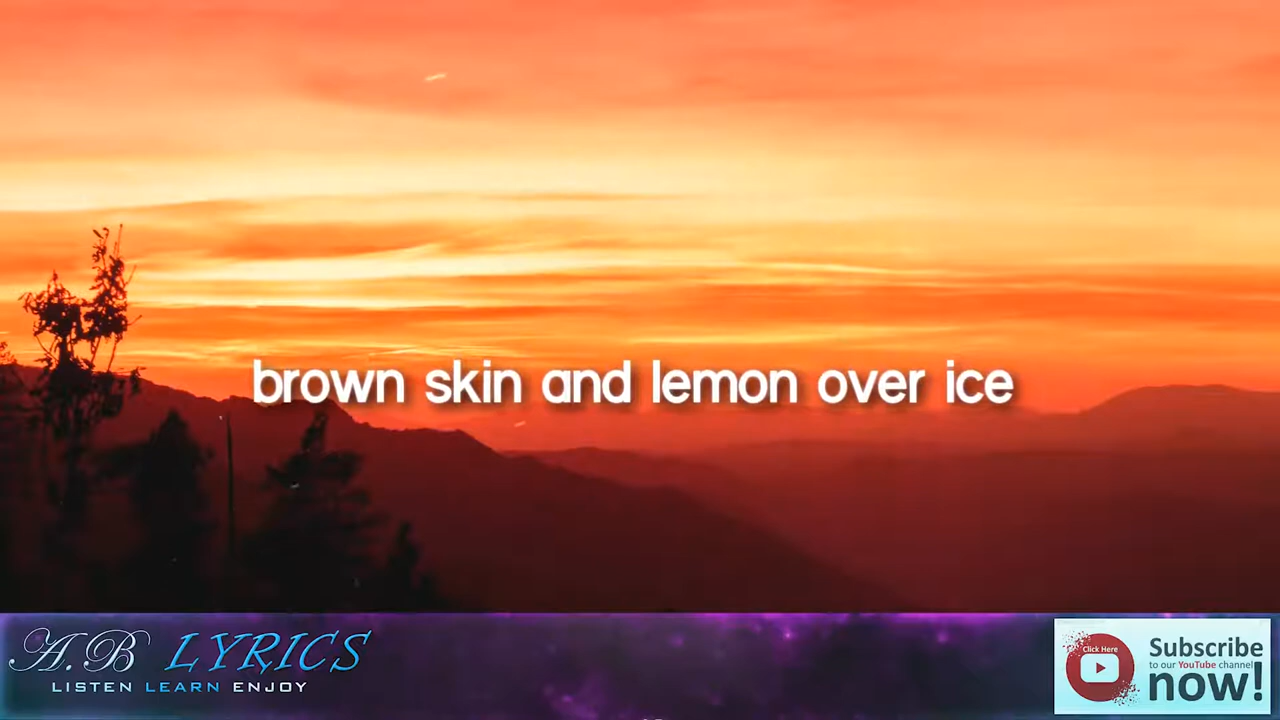 brown skin and lemon over ice
A.B LYRICS
LISTEN LEARN ENJOY
Click Here
Subscribe
to our YouTube channel
now!